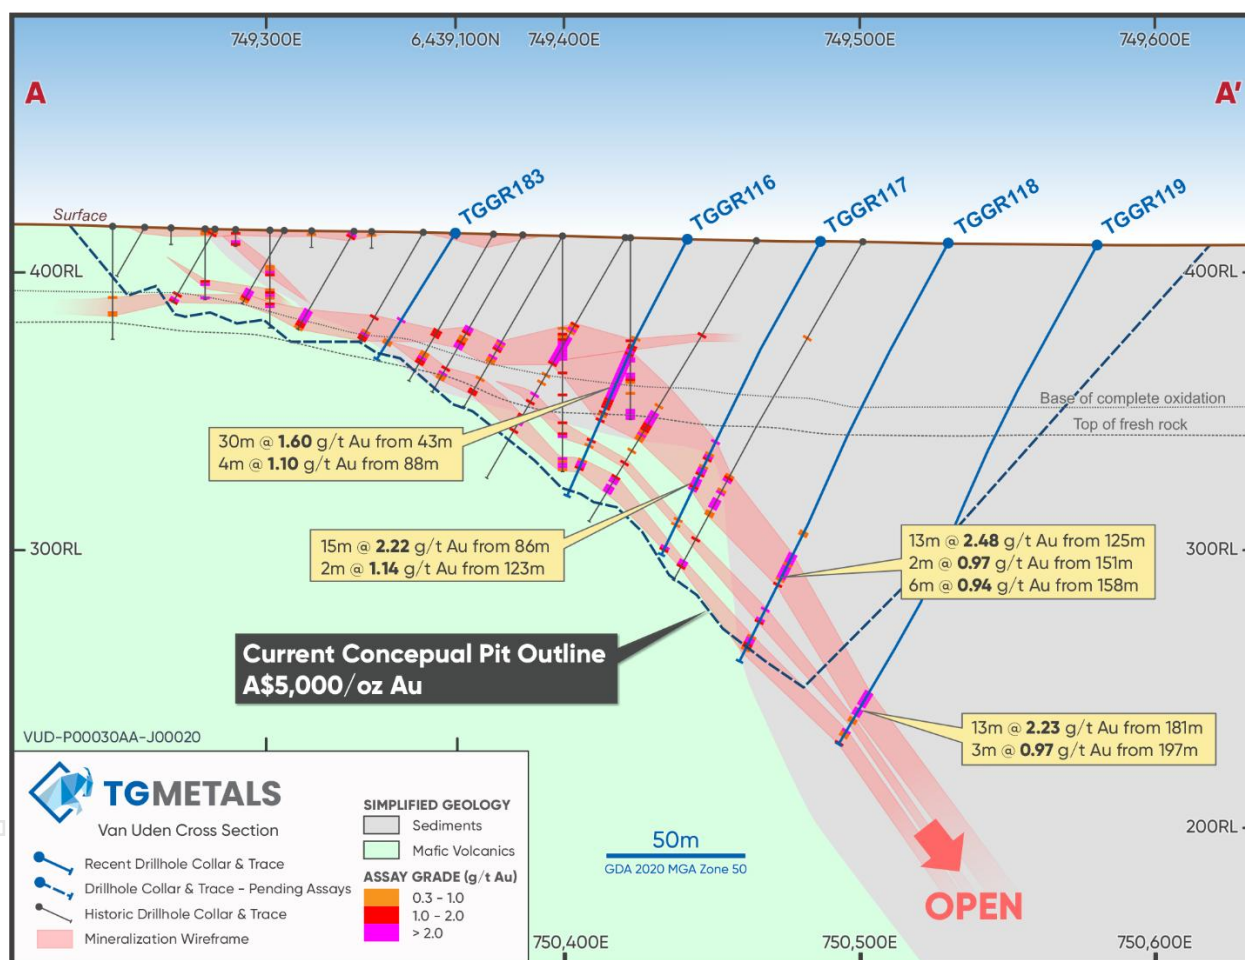 749,300E 6,439,100N 749,400E 749,500E 749,600E
A A'
TGGR183 TGGR116 TGGR117 TGGR118 TGGR119
Surface
400RL 400RL
Base of complete oxidation
Top of fresh rock
30m @ 1.60 g/t Au from 43m
4m @ 1.10 g/t Au from 88m
300RL 300RL
15m @ 2.22 g/t Au from 86m
2m @ 1.14 g/t Au from 123m
13m @ 2.48 g/t Au from 125m
2m @ 0.97 g/t Au from 151m
6m @ 0.94 g/t Au from 158m
Current Concepual Pit Outline
A$5,000/oz Au
13m @ 2.23 g/t Au from 181m
3m @ 0.97 g/t Au from 197m
VUD-P00030AA-J00020
TGMETALS
Van Uden Cross Section
Recent Drillhole Collar & Trace
Drillhole Collar & Trace - Pending Assays
Historic Drillhole Collar & Trace
Mineralization Wireframe
SIMPLIFIED GEOLOGY
Sediments
Mafic Volcanics
ASSAY GRADE (g/t Au)
0.3 - 1.0
1.0 - 2.0
> 2.0
50m
GDA 2020 MGA Zone 50
200RL
OPEN
750,400E 750,500E 750,600E